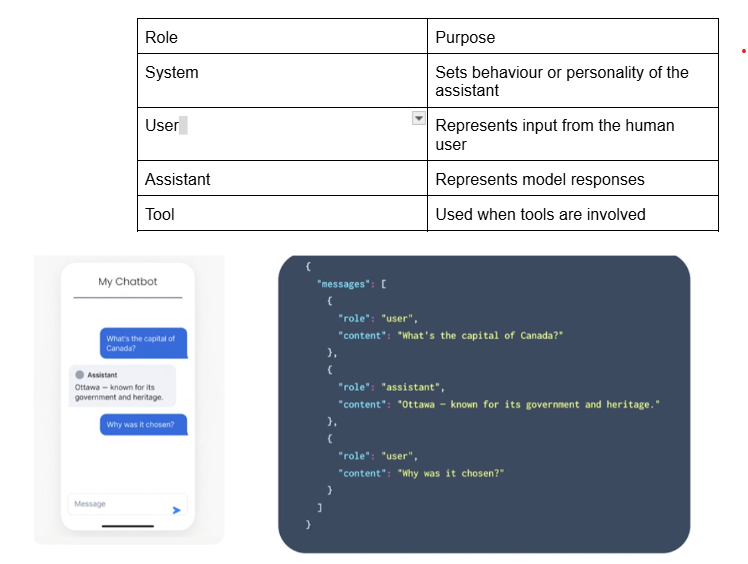 Role Purpose
System Sets behaviour or personality of the
assistant
User Represents input from the human
user
Assistant Represents model responses
Tool Used when tools are involved
My Chatbot
What's the capital of
Canada?
Assistant
Ottawa – known for its
government and heritage.
Why was it chosen?
Message
{
"messages": [
{
"role": "user",
"content": "What's the capital of Canada?"
},
{
"role": "assistant",
"content": "Ottawa – known for its government and heritage."
},
{
"role": "user",
"content": "Why was it chosen?"
}
]
}